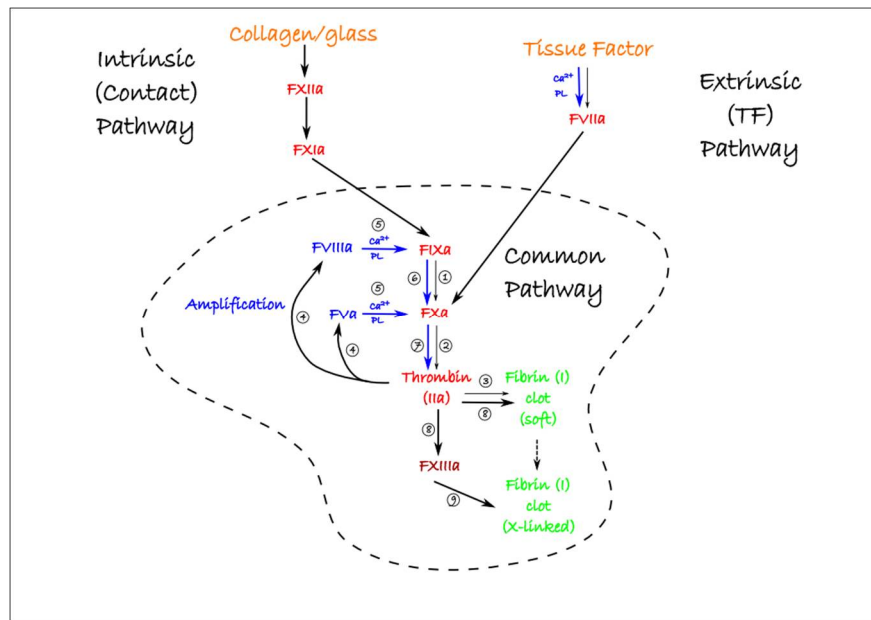 Collagen/glass
Intrinsic
(Contact)
Pathway
FXIIa
FXIa
Tissue Factor
Ca²⁺
PL
FVIIa
Extrinsic
(TF)
Pathway
⑤
FVIIIa
Ca²⁺
PL
FIXa
⑥
①
Common
Pathway
Amplification
④
⑤
FVa
Ca²⁺
PL
FXa
④
⑦
②
Thrombin
(IIa)
③
⑧
Fibrin (I)
clot
(soft)
⑧
FXIIIa
⑨
Fibrin (I)
clot
(X-linked)